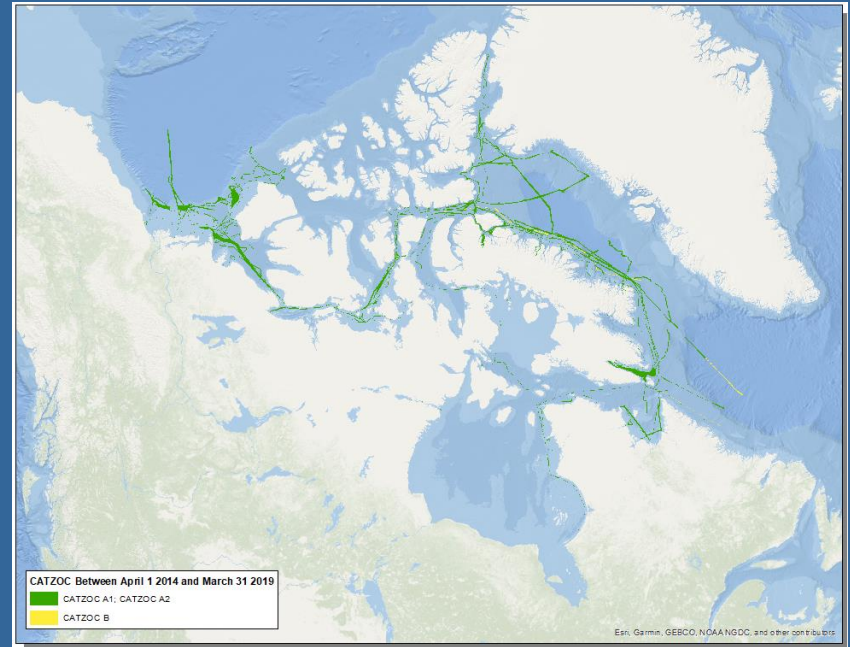 CATZOC Between April 1 2014 and March 31 2019
CATZOC A1; CATZOC A2
CATZOC B
Esri, Garmin, GEBCO, NOAA NGDC, and other contributors